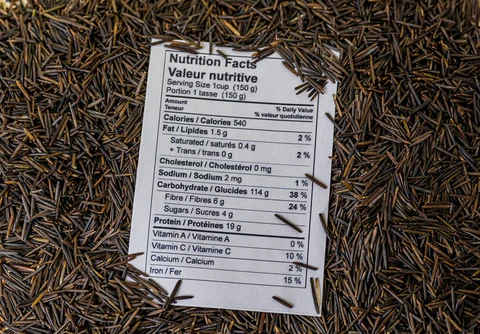 Nutrition Facts
Valeur nutritive
Serving Size 1cup (150 g)
Portion 1 tasse (150 g)
Amount % Daily Value
Teneur % valeur quotidienne
Calories / Calories 540
Fat / Lipides 1.5 g 2 %
Saturated / saturés 0.4 g
+ Trans / trans 0 g 2 %
Cholesterol / Cholestérol 0 mg
Sodium / Sodium 2 mg 1 %
Carbohydrate / Glucides 114 g 38 %
Fibre / Fibres 6 g 24 %
Sugars / Sucres 4 g
Protein / Protéines 19 g
Vitamin A / Vitamine A 0 %
Vitamin C / Vitamine C 10 %
Calcium / Calcium 2 %
Iron / Fer 15 %